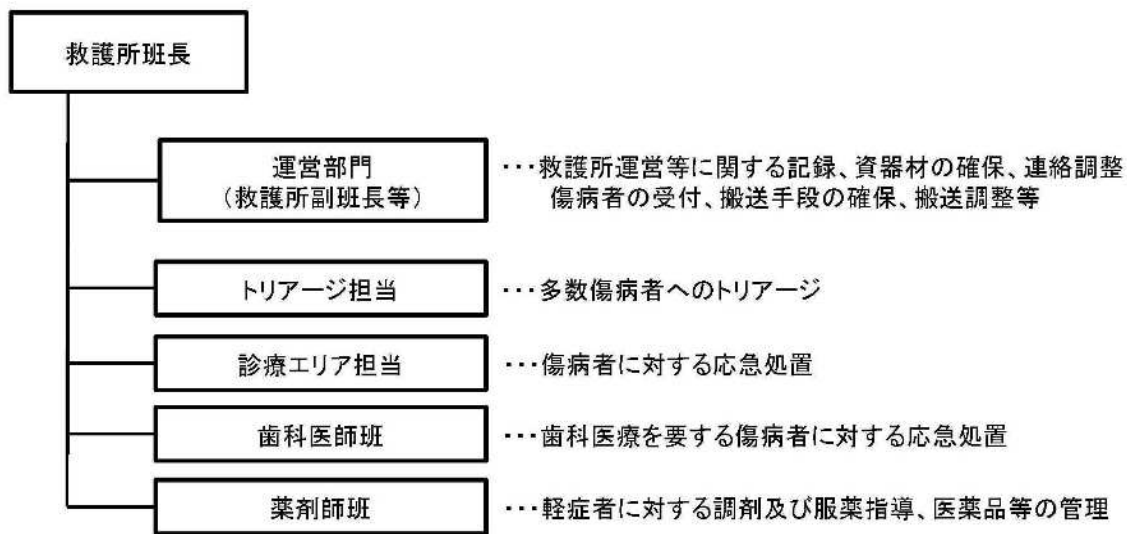 救護所班長
運営部門
(救護所副班長等)
・・・救護所運営等に関する記録、資器材の確保、連絡調整
傷病者の受付、搬送手段の確保、搬送調整等
トリアージ担当
・・・多数傷病者へのトリアージ
診療エリア担当
・・・傷病者に対する応急処置
歯科医師班
・・・歯科医療を要する傷病者に対する応急処置
薬剤師班
・・・軽症者に対する調剤及び服薬指導、医薬品等の管理